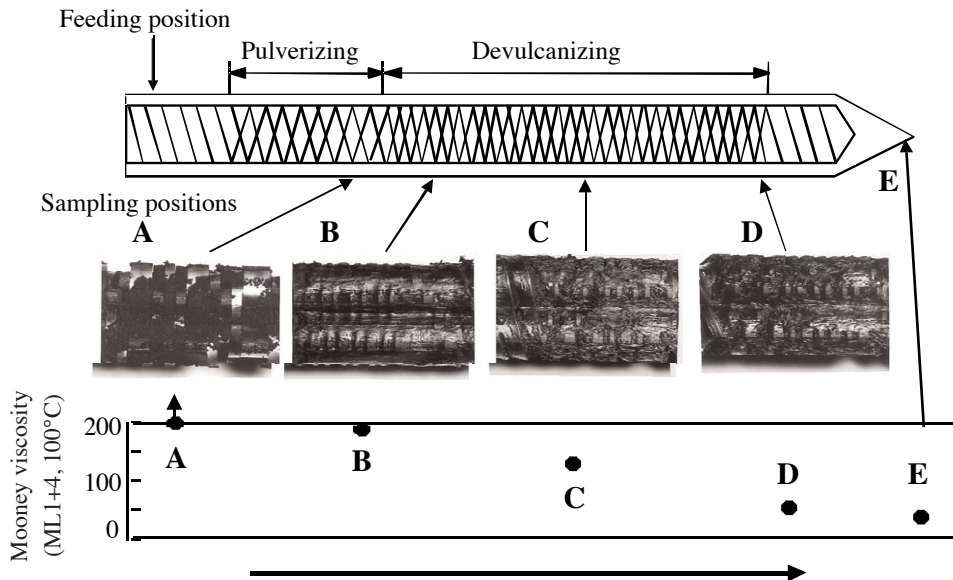 Feeding position
Pulverizing
Devulcanizing
E
Sampling positions
A
B
C
D
Mooney viscosity
(ML1+4, 100°C)
200
100
0
A
B
C
D
E